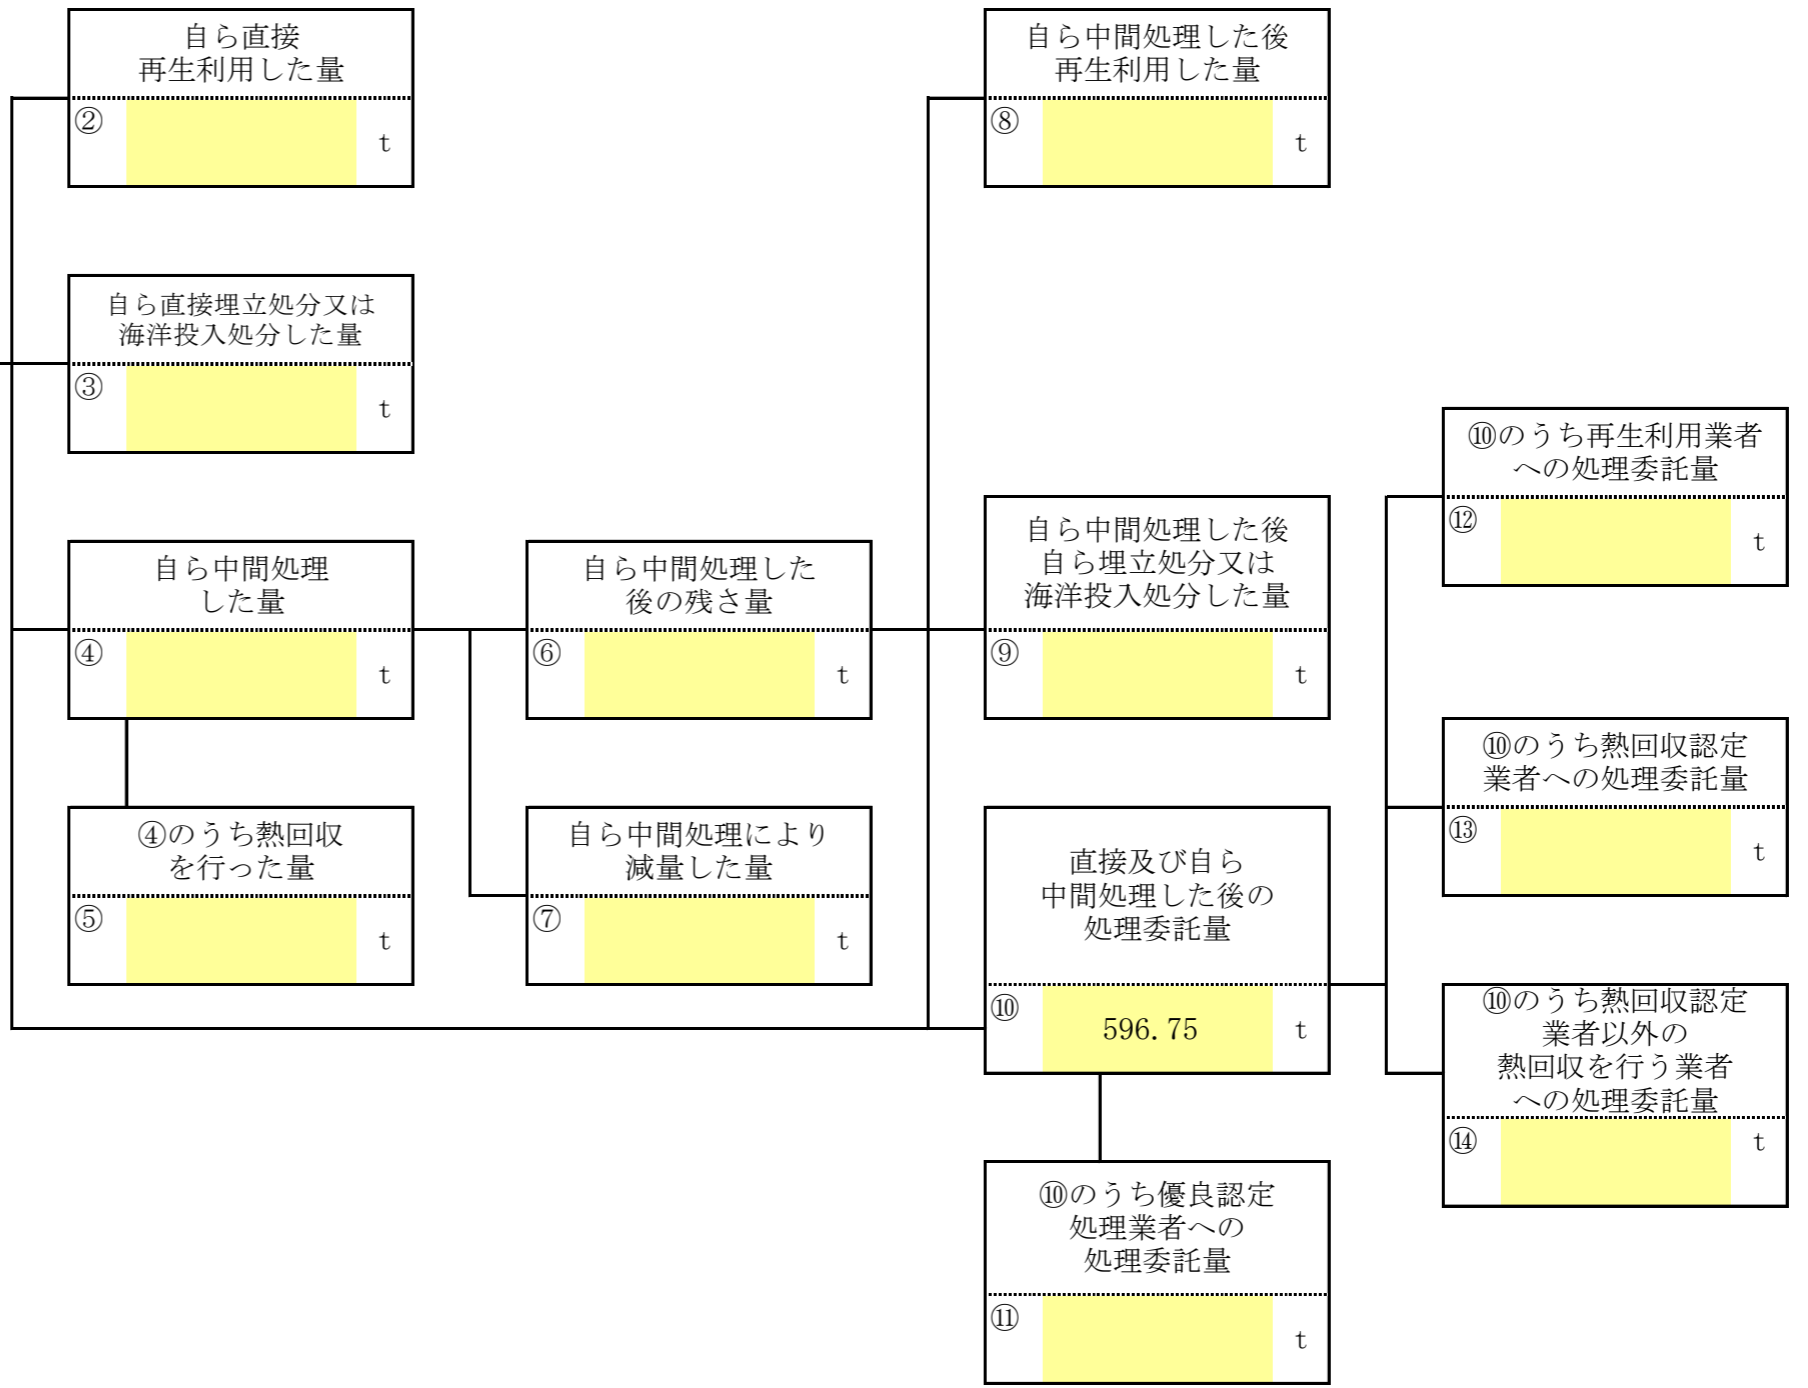 自ら直接
再生利用した量
②
t
自ら中間処理した後
再生利用した量
⑧
t
自ら直接埋立処分又は
海洋投入処分した量
③
t
⑩のうち再生利用業者
への処理委託量
⑫
t
自ら中間処理
した量
④
t
自ら中間処理した
後の残さ量
⑥
t
自ら中間処理した後
自ら埋立処分又は
海洋投入処分した量
⑨
t
⑩のうち熱回収認定
業者への処理委託量
⑬
t
④のうち熱回収
を行った量
⑤
t
自ら中間処理により
減量した量
⑦
t
直接及び自ら
中間処理した後の
処理委託量
⑩
596.75
t
⑩のうち熱回収認定
業者以外の
熱回収を行う業者
への処理委託量
⑭
t
⑩のうち優良認定
処理業者への
処理委託量
⑪
t